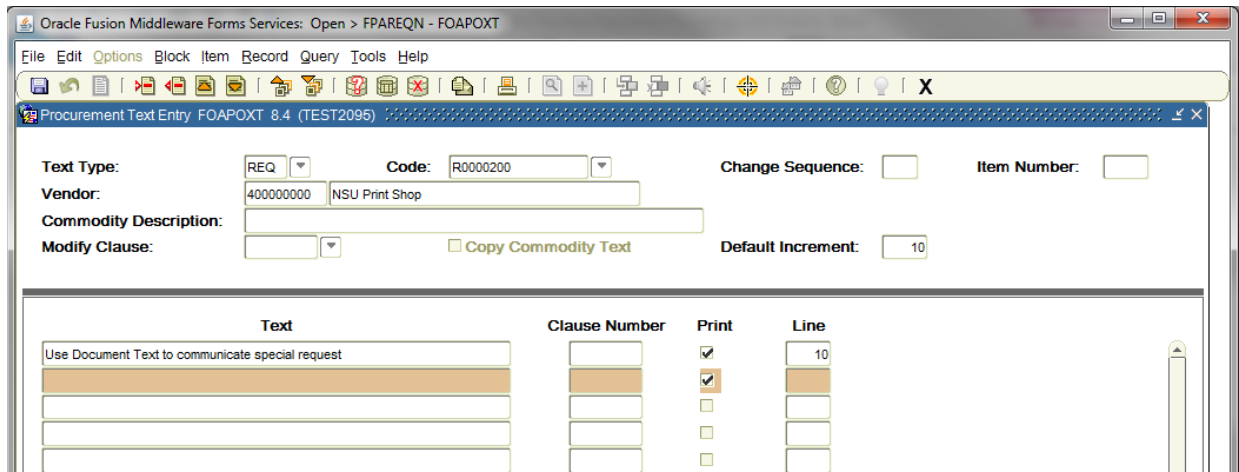 Oracle Fusion Middleware Forms Services: Open > FPAREQN - FOAPOXT
File Edit Options Block Item Record Query Tools Help
X
Procurement Text Entry FOAPOXT 8.4 (TEST2095)
Text Type: REQ Code: R0000200 Change Sequence: Item Number:
Vendor: 400000000 NSU Print Shop
Commodity Description:
Modify Clause: Copy Commodity Text Default Increment: 10
Text Clause Number Print Line
Use Document Text to communicate special request 10